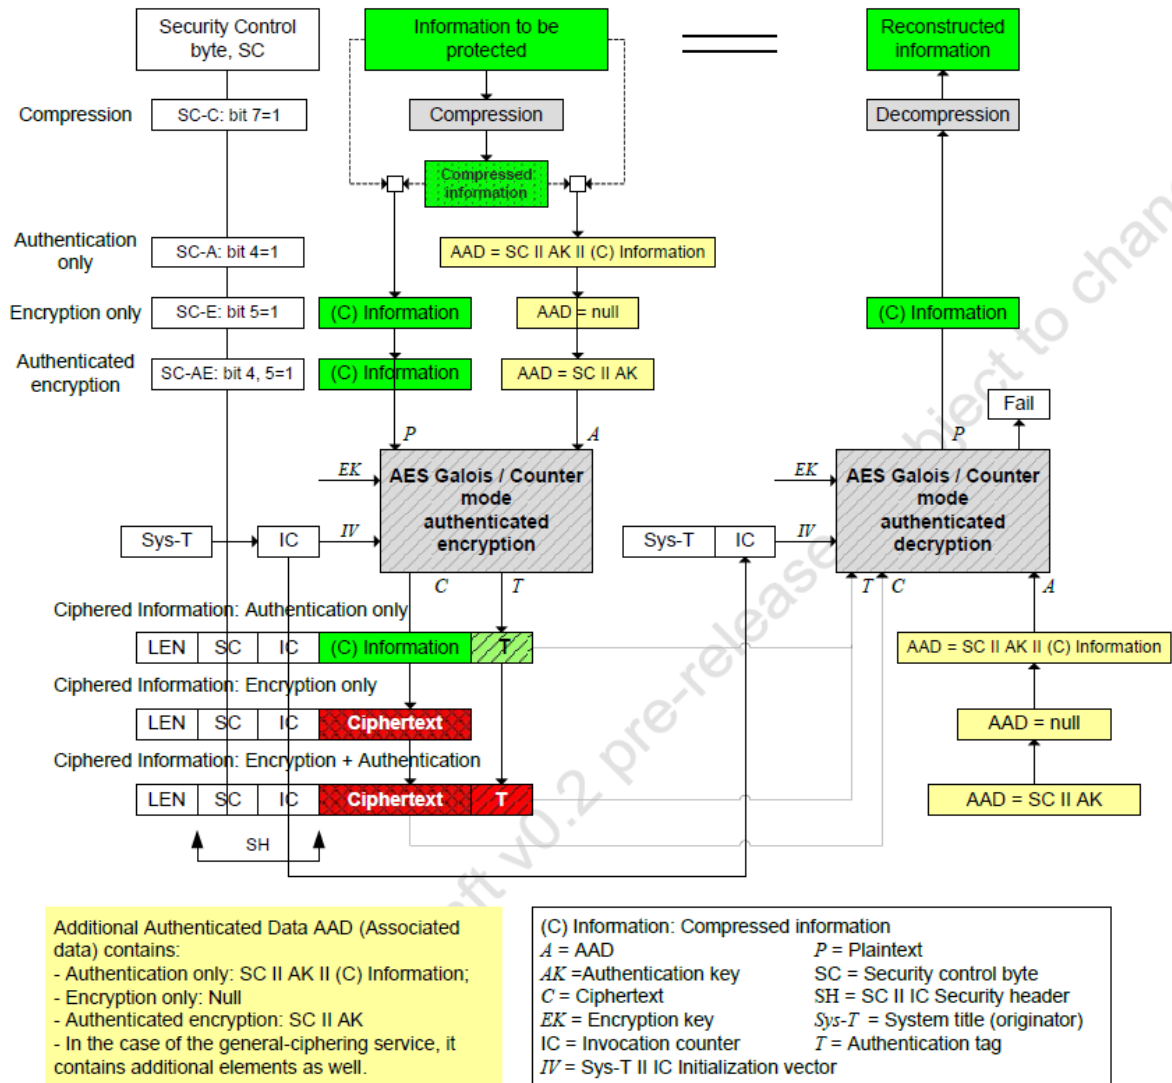 Security Control
byte, SC
Information to be
protected
Reconstructed
information
Compression
SC-C: bit 7=1
Compression
Decompression
Compressed
information
Authentication
only
SC-A: bit 4=1
AAD = SC II AK II (C) Information
Encryption only
SC-E: bit 5=1
(C) Information
AAD = null
(C) Information
Authenticated
encryption
SC-AE: bit 4, 5=1
(C) Information
AAD = SC II AK
Fail
P
A
P
EK
AES Galois / Counter
mode
authenticated
encryption
EK
AES Galois / Counter
mode
authenticated
decryption
Sys-T
IC
IV
Sys-T
IC
IV
C
T
T
C
A
Ciphered Information: Authentication only
LEN
SC
IC
(C) Information
T
AAD = SC II AK II (C) Information
Ciphered Information: Encryption only
LEN
SC
IC
Ciphertext
AAD = null
Ciphered Information: Encryption + Authentication
LEN
SC
IC
Ciphertext
T
AAD = SC II AK
SH
Additional Authenticated Data AAD (Associated
data) contains:
- Authentication only: SC II AK II (C) Information;
- Encryption only: Null
- Authenticated encryption: SC II AK
- In the case of the general-ciphering service, it
contains additional elements as well.
(C) Information: Compressed information
A = AAD
P = Plaintext
AK =Authentication key
SC = Security control byte
C = Ciphertext
SH = SC II IC Security header
EK = Encryption key
Sys-T = System title (originator)
IC = Invocation counter
T = Authentication tag
IV = Sys-T II IC Initialization vector
v0.2 pre-release
to